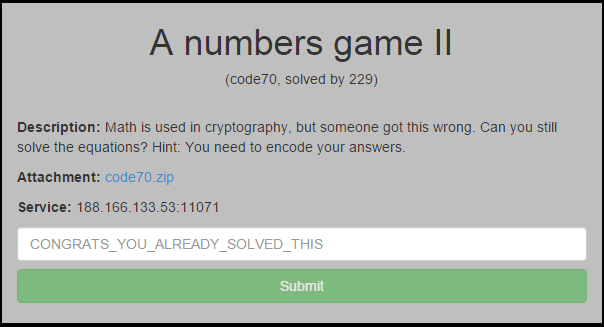 A numbers game II
(code70, solved by 229)
Description: Math is used in cryptography, but someone got this wrong. Can you still
solve the equations? Hint: You need to encode your answers.
Attachment: code70.zip
Service: 188.166.133.53:11071
CONGRATS_YOU_ALREADY_SOLVED_THIS
Submit